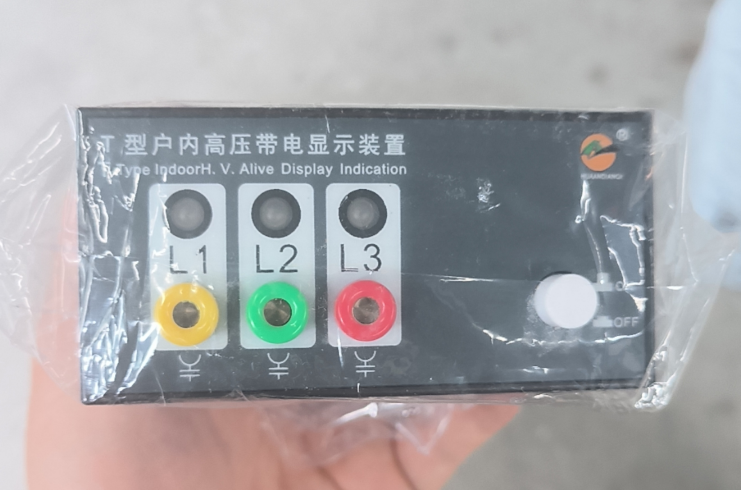 T 型户内高压带电显示装置
Type IndoorH. V. Alive Display Indication
®
L1 L2 L3
OFF